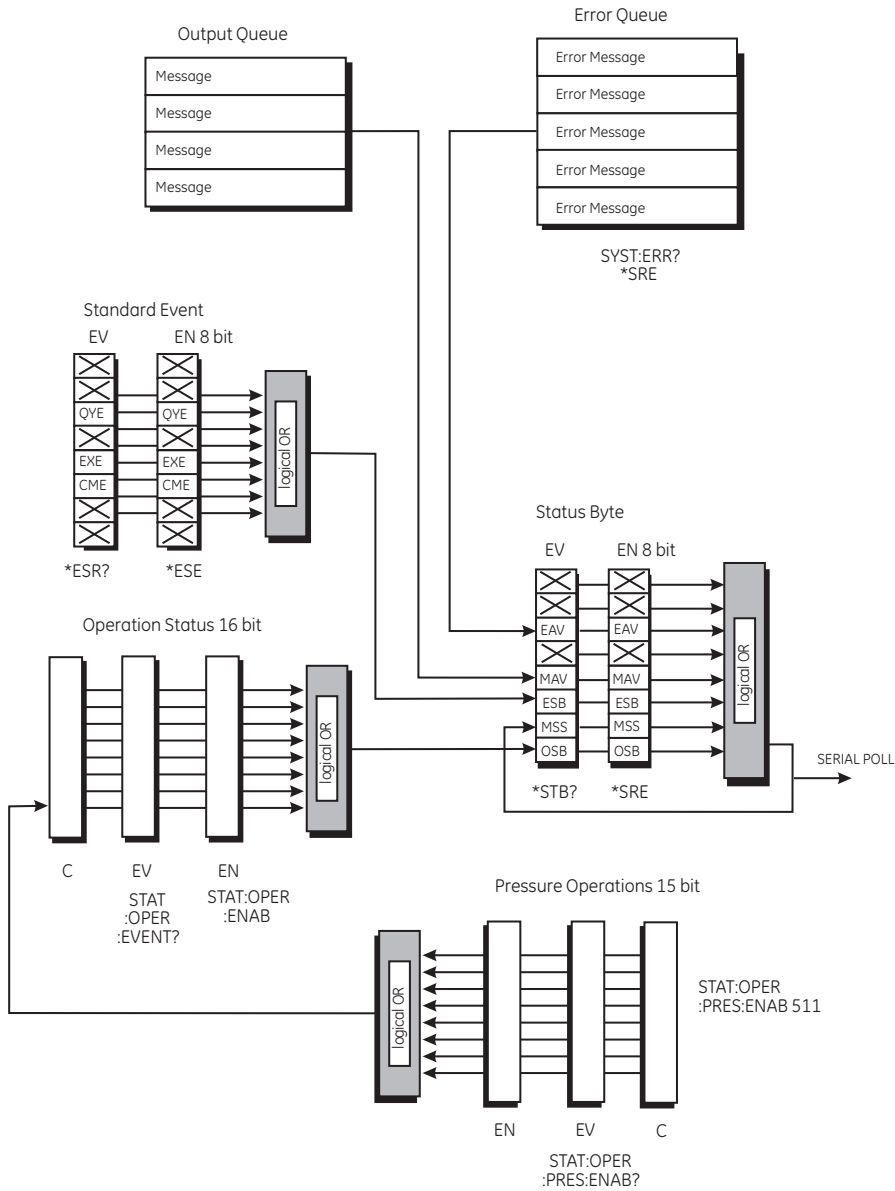 Output Queue
Message
Message
Message
Message
Error Queue
Error Message
Error Message
Error Message
Error Message
Error Message
SYST:ERR?
*SRE
Standard Event
EV
EN 8 bit
QYE
QYE
EXE
EXE
CME
CME
logical OR
*ESR?
*ESE
Status Byte
EV
EN 8 bit
EAV
EAV
MAV
MAV
ESB
ESB
MSS
MSS
OSB
OSB
logical OR
*STB?
*SRE
SERIAL POLL
Operation Status 16 bit
logical OR
C
EV
EN
STAT
:OPER
:EVENT?
STAT:OPER
:ENAB
Pressure Operations 15 bit
logical OR
STAT:OPER
:PRES:ENAB 511
EN
EV
C
STAT:OPER
:PRES:ENAB?